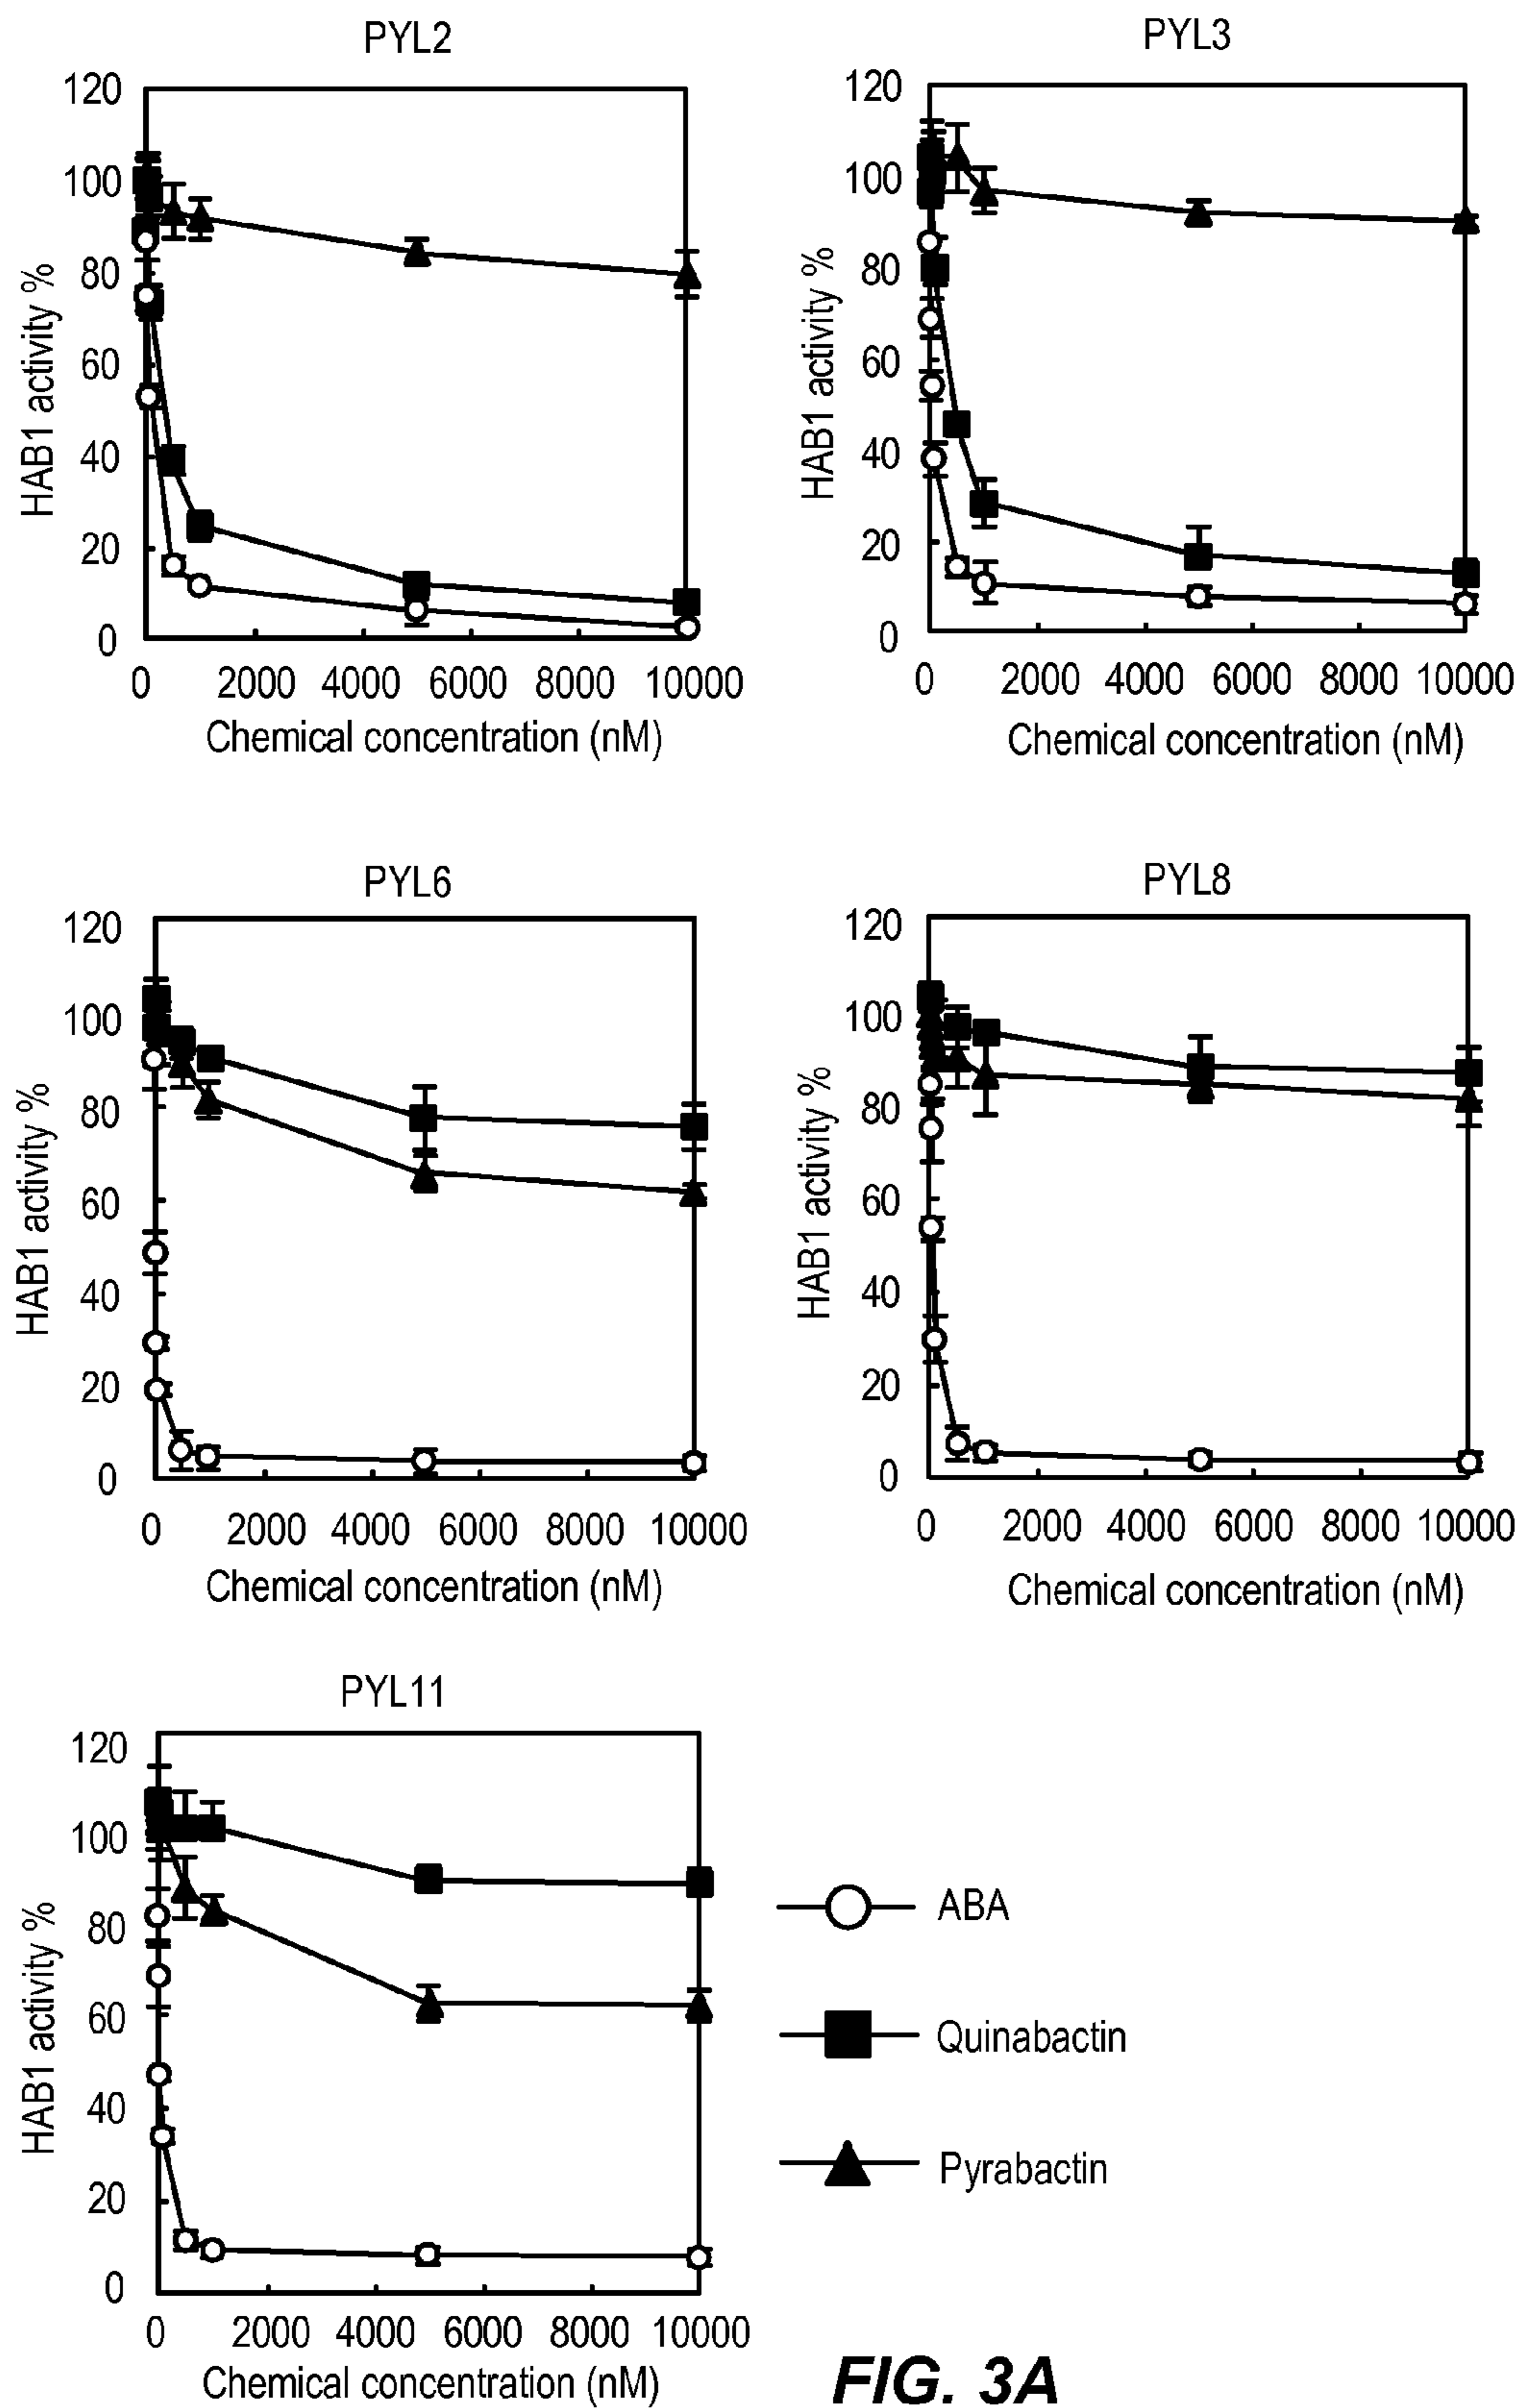 PYL2
120
100
80
60
40
20
0
HAB1 activity %
0 2000 4000 6000 8000 10000
Chemical concentration (nM)
PYL3
120
100
80
60
40
20
0
HAB1 activity %
0 2000 4000 6000 8000 10000
Chemical concentration (nM)
PYL6
120
100
80
60
40
20
0
HAB1 activity %
0 2000 4000 6000 8000 10000
Chemical concentration (nM)
PYL8
120
100
80
60
40
20
0
HAB1 activity %
0 2000 4000 6000 8000 10000
Chemical concentration (nM)
PYL11
120
100
80
60
40
20
0
HAB1 activity %
0 2000 4000 6000 8000 10000
Chemical concentration (nM)
ABA
Quinabactin
Pyrabactin
FIG. 3A